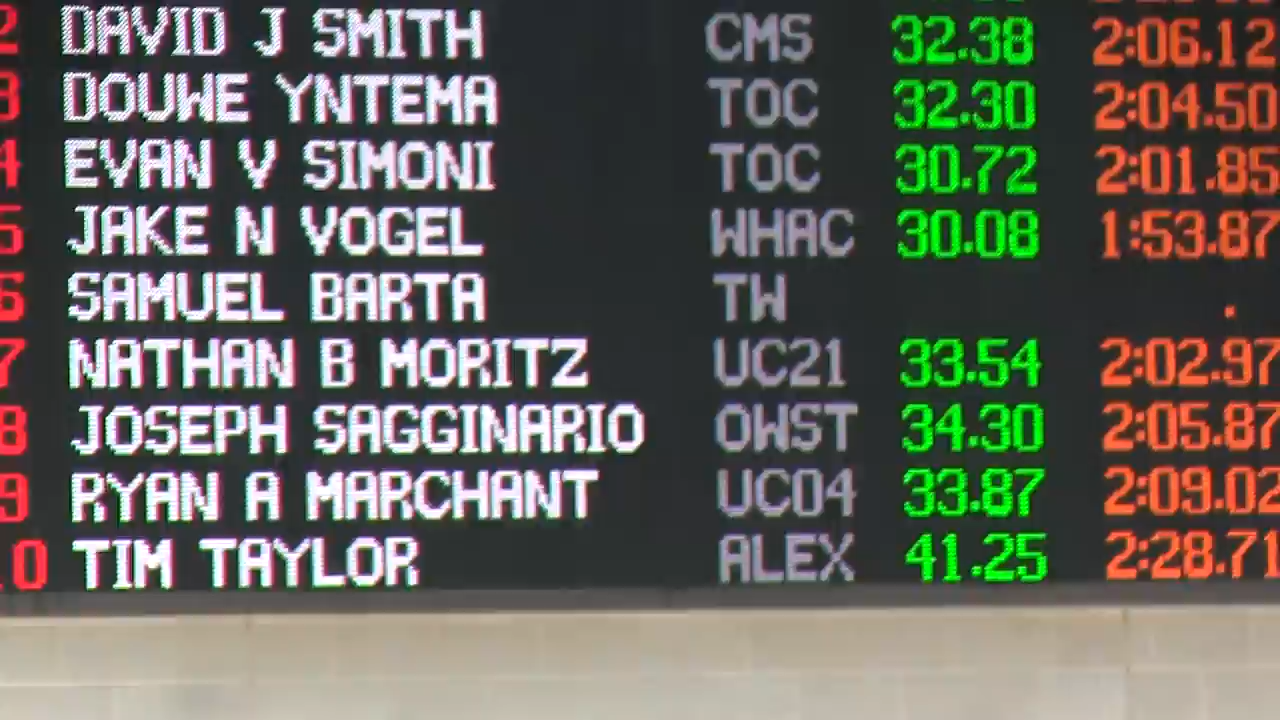 2 DAVID J SMITH CMS 32.38 2:06.12
3 DOUWE YNTEMA TOC 32.30 2:04.50
4 EVAN V SIMONI TOC 30.72 2:01.85
5 JAKE N VOGEL WHAC 30.08 1:53.87
6 SAMUEL BARTA TW .
7 NATHAN B MORITZ UC21 33.54 2:02.97
8 JOSEPH SAGGINARIO OWST 34.30 2:05.87
9 RYAN A MARCHANT UC04 33.87 2:09.02
10 TIM TAYLOR ALEX 41.25 2:28.71